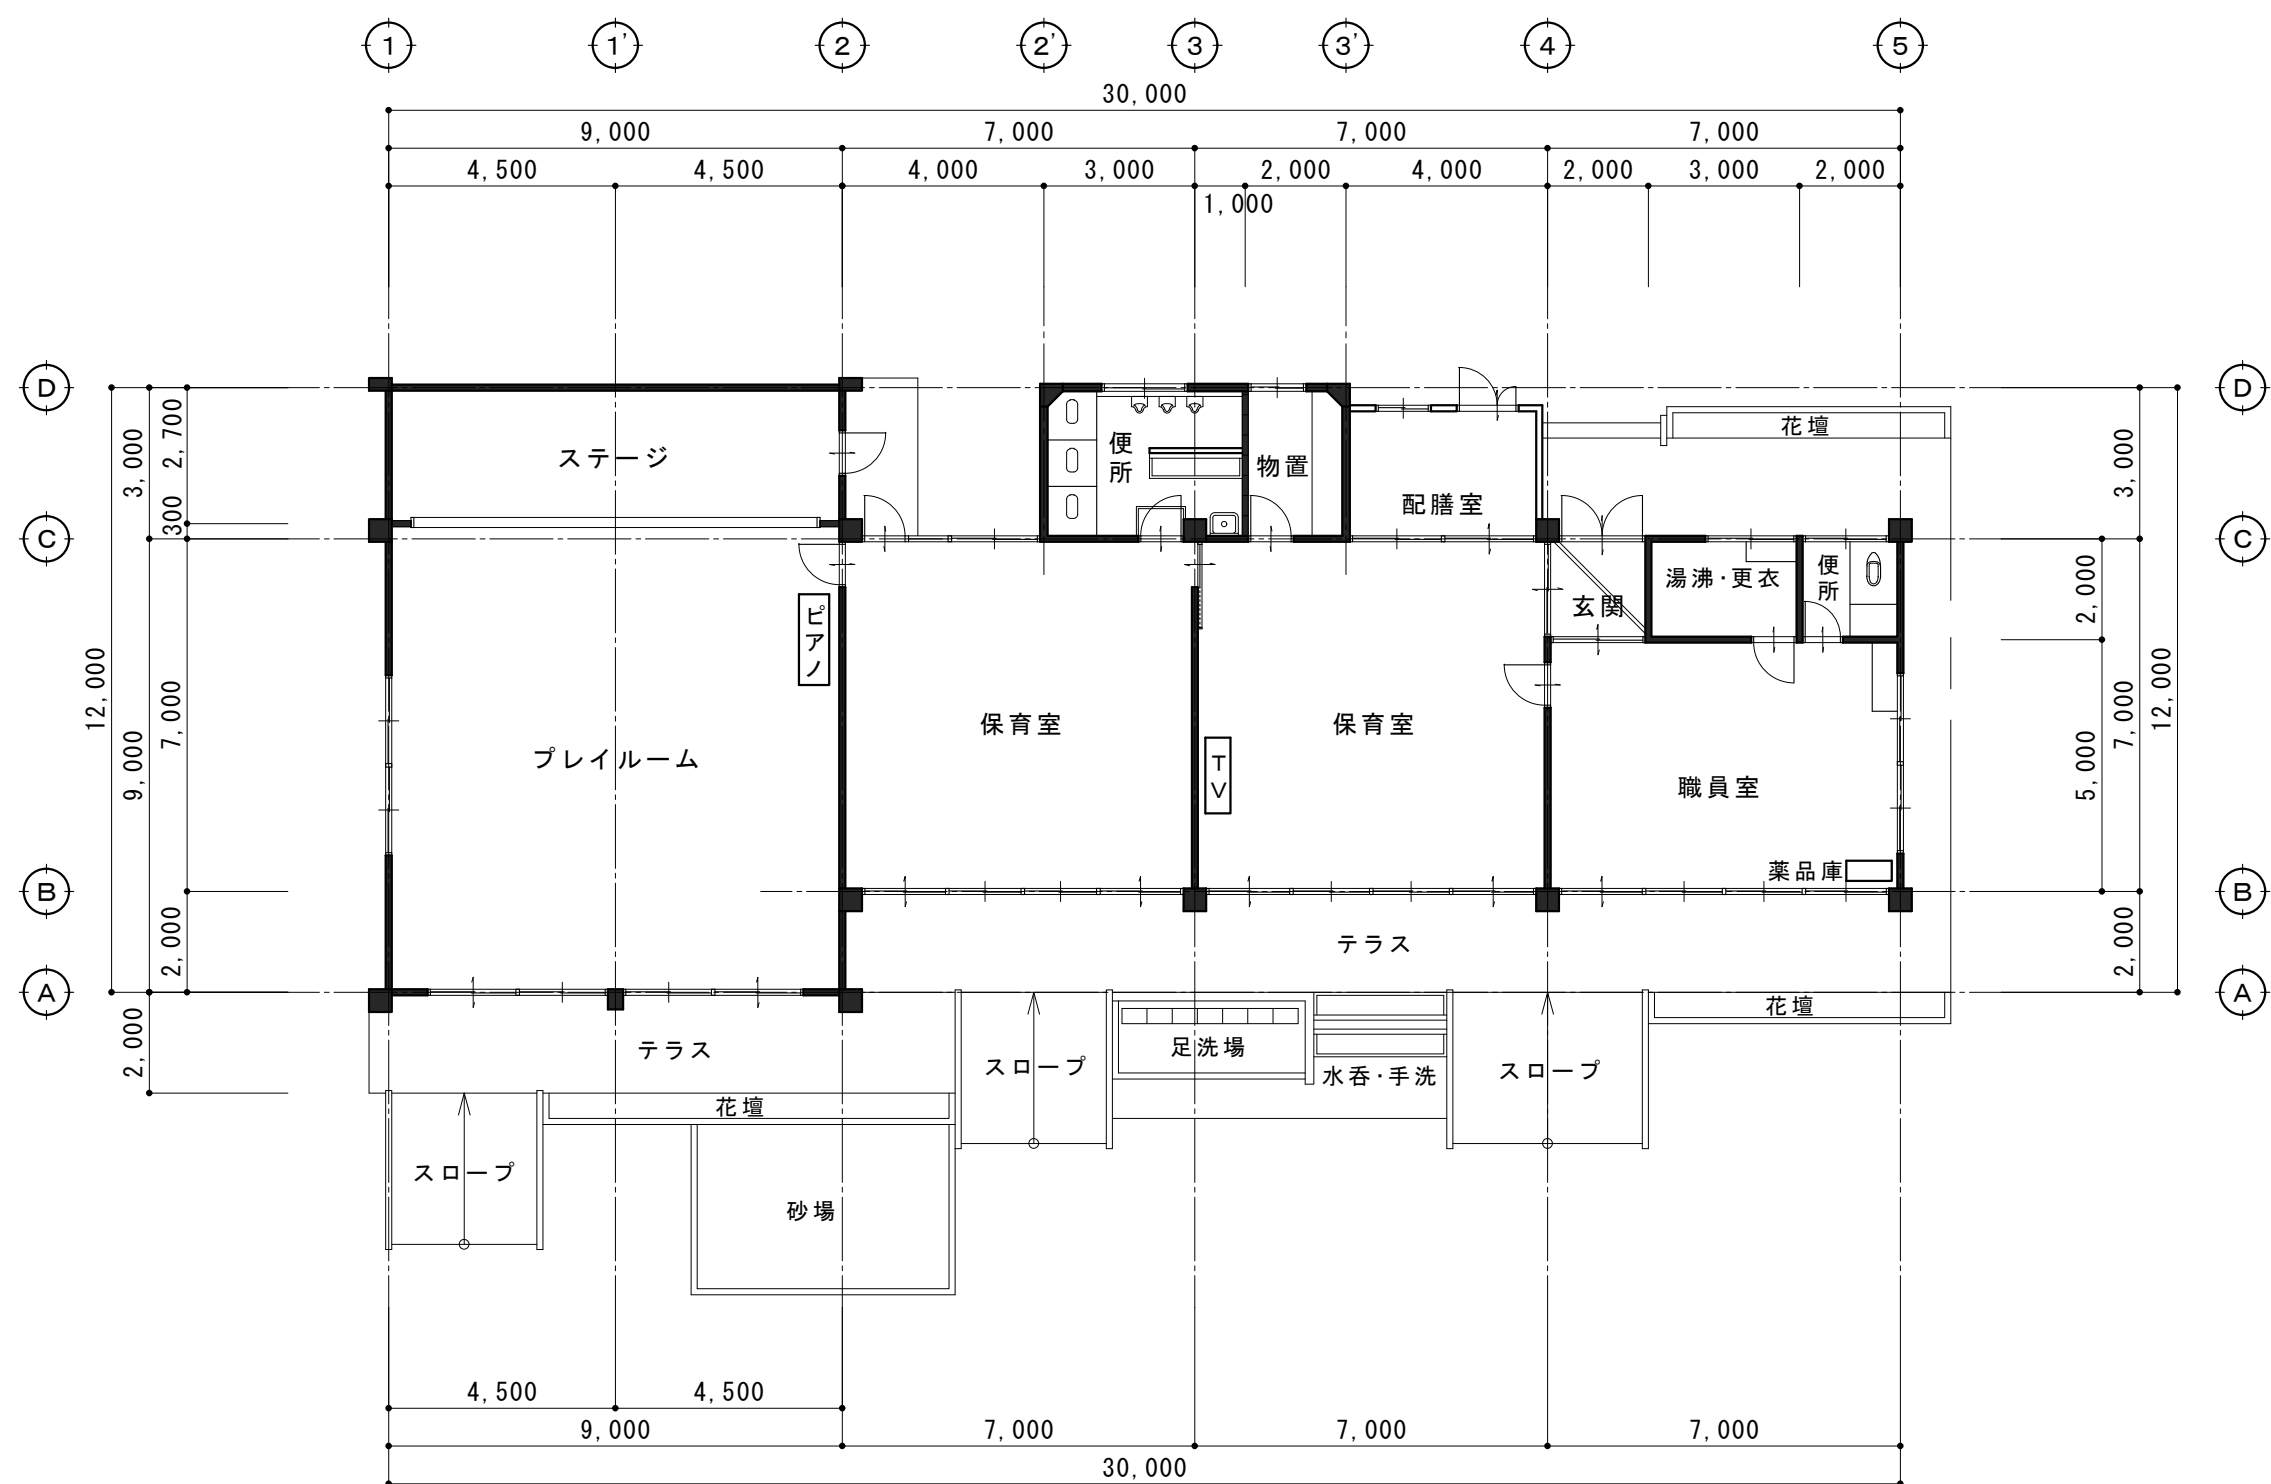 1 1' 2 2' 3 3' 4 5
30,000
9,000 7,000 7,000 7,000
4,500 4,500 4,000 3,000 2,000 4,000 2,000 3,000 2,000
1,000
D D
C C
B B
A A
12,000
3,000
9,000
2,000
2,700
300
7,000
2,000
ステージ
便所
物置
配膳室
花壇
湯沸・更衣
便所
玄関
ピアノ
プレイルーム
保育室
TV
保育室
職員室
薬品庫
テラス
テラス
花壇
スロープ
足洗場
水呑・手洗
スロープ
花壇
スロープ
砂場
2,000
5,000
3,000
7,000
2,000
12,000
4,500 4,500
9,000 7,000 7,000 7,000
30,000